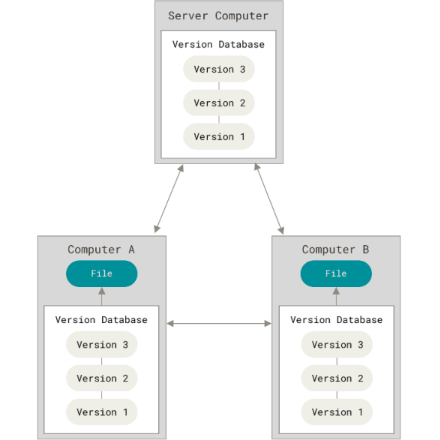 Server Computer
Version Database
Version 3
Version 2
Version 1
Computer A
File
Version Database
Version 3
Version 2
Version 1
Computer B
File
Version Database
Version 3
Version 2
Version 1